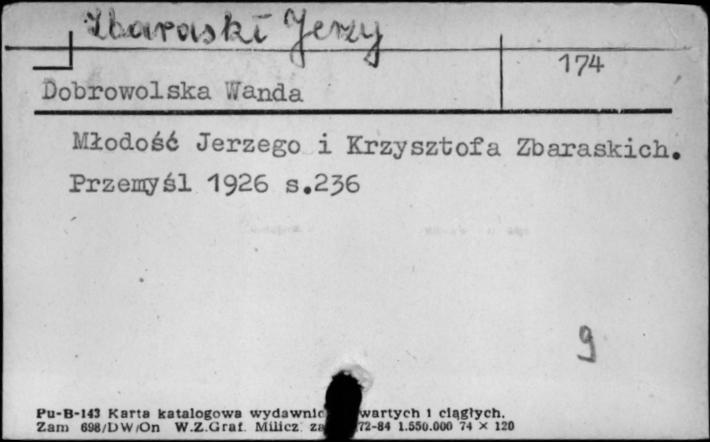 Zbaraski Jerzy
174
Dobrowolska Wanda
Młodość Jerzego i Krzysztofa Zbaraskich.
Przemyśl 1926 s.236
9
Pu-B-143 Karta katalogowa wydawnic wartych i ciągłych.
Zam 698/DW/On W.Z.Graf. Milicz za 72-84 1.550.000 74 × 120